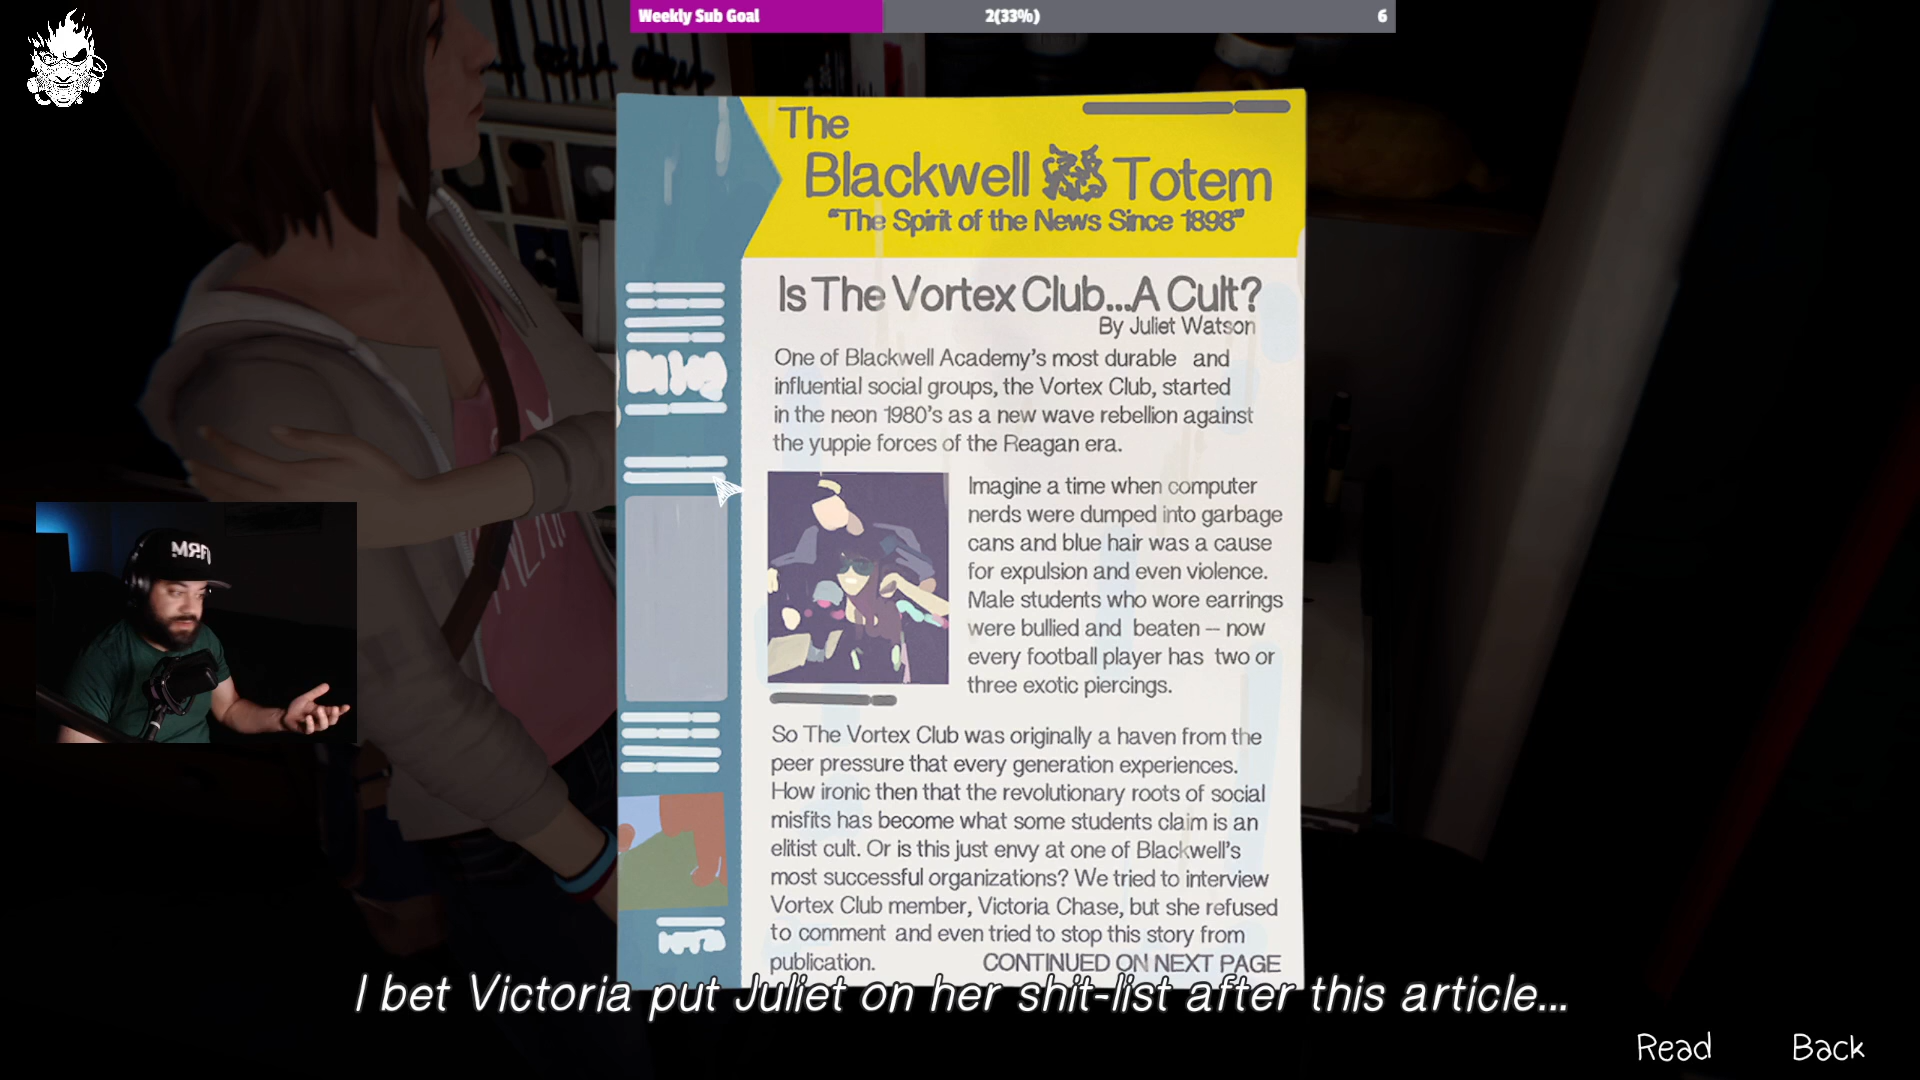 Weekly Sub Goal 2(33%) 6
The
Blackwell Totem
"The Spirit of the News Since 1898"
Is The Vortex Club...A Cult?
By Juliet Watson
One of Blackwell Academy's most durable and
influential social groups, the Vortex Club, started
in the neon 1980's as a new wave rebellion against
the yuppie forces of the Reagan era.
Imagine a time when computer
nerds were dumped into garbage
cans and blue hair was a cause
for expulsion and even violence.
Male students who wore earrings
were bullied and beaten – now
every football player has two or
three exotic piercings.
So The Vortex Club was originally a haven from the
peer pressure that every generation experiences.
How ironic then that the revolutionary roots of social
misfits has become what some students claim is an
elitist cult. Or is this just envy at one of Blackwell's
most successful organizations? We tried to interview
Vortex Club member, Victoria Chase, but she refused
to comment and even tried to stop this story from
publication. CONTINUED ON NEXT PAGE
I bet Victoria put Juliet on her shit-list after this article...
Read Back